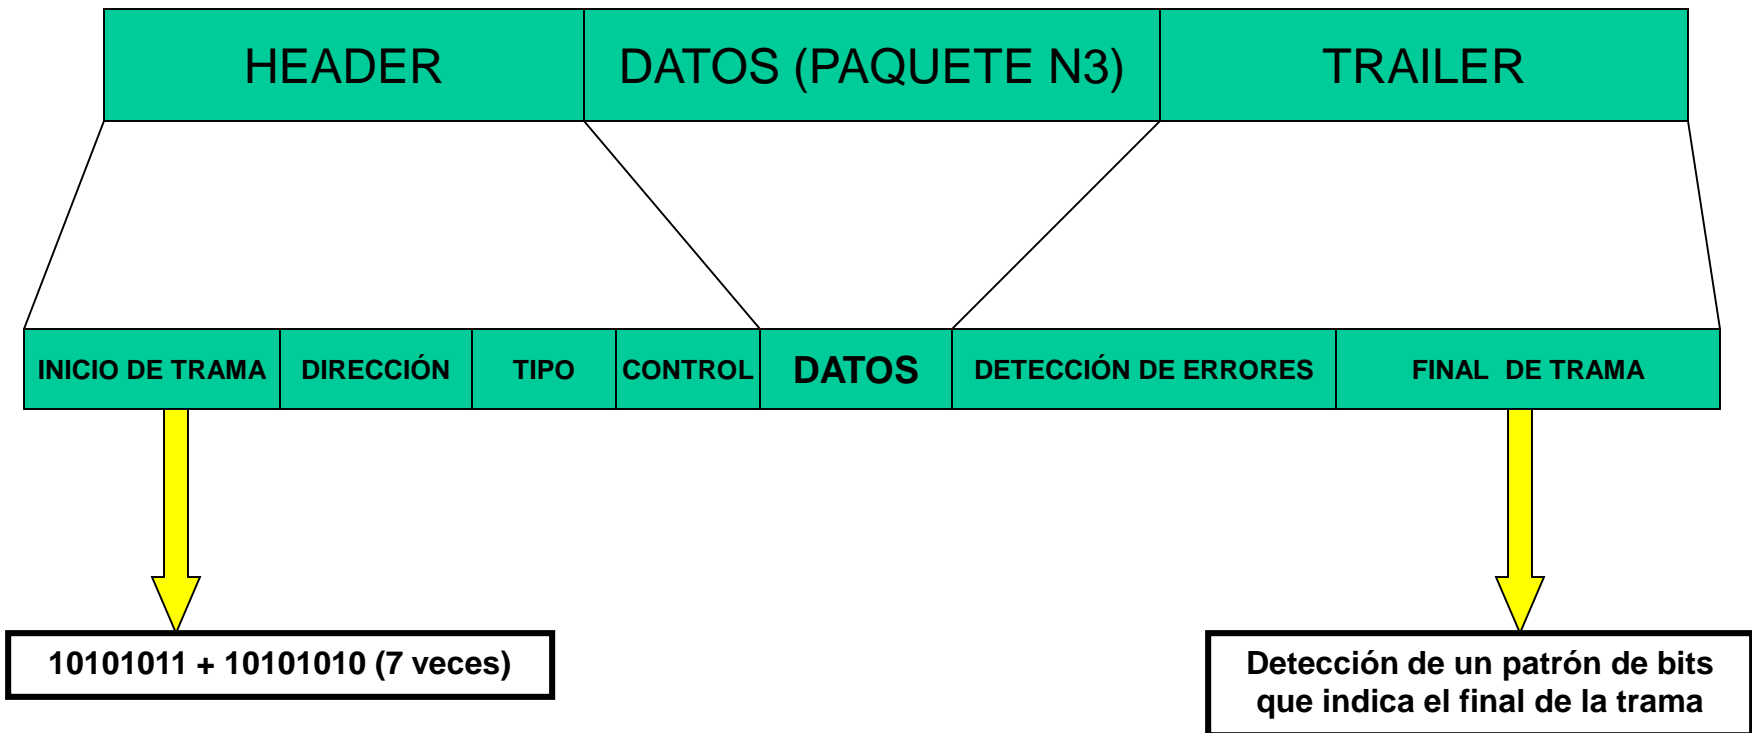 HEADER
DATOS (PAQUETE N3)
TRAILER
INICIO DE TRAMA
DIRECCIÓN
TIPO
CONTROL
DATOS
DETECCIÓN DE ERRORES
FINAL DE TRAMA
10101011 + 10101010 (7 veces)
Detección de un patrón de bits
que indica el final de la trama